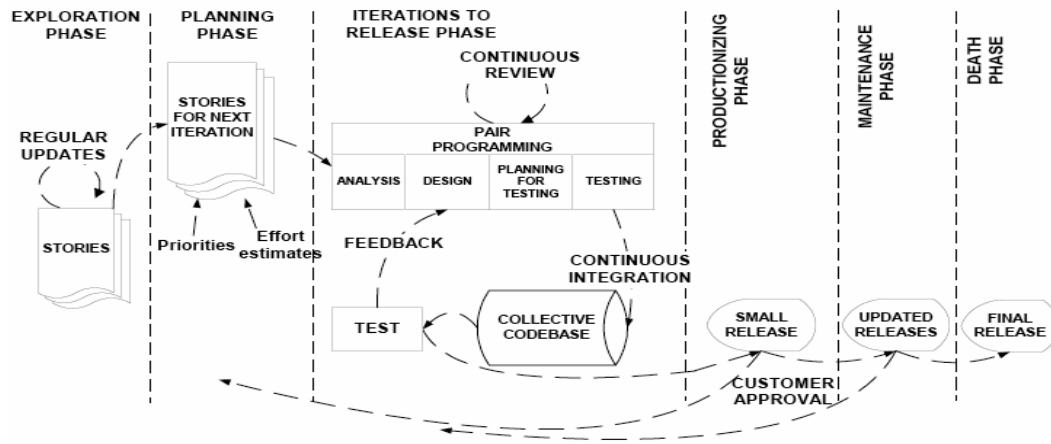 EXPLORATION
PHASE
PLANNING
PHASE
ITERATIONS TO
RELEASE PHASE
PRODUCTIONIZING
PHASE
MAINTENANCE
PHASE
DEATH
PHASE
CONTINUOUS
REVIEW
STORIES
FOR NEXT
ITERATION
REGULAR
UPDATES
PAIR
PROGRAMMING
ANALYSIS
DESIGN
PLANNING
FOR
TESTING
TESTING
STORIES
Priorities
Effort
estimates
FEEDBACK
CONTINUOUS
INTEGRATION
TEST
COLLECTIVE
CODEBASE
SMALL
RELEASE
UPDATED
RELEASES
FINAL
RELEASE
CUSTOMER
APPROVAL